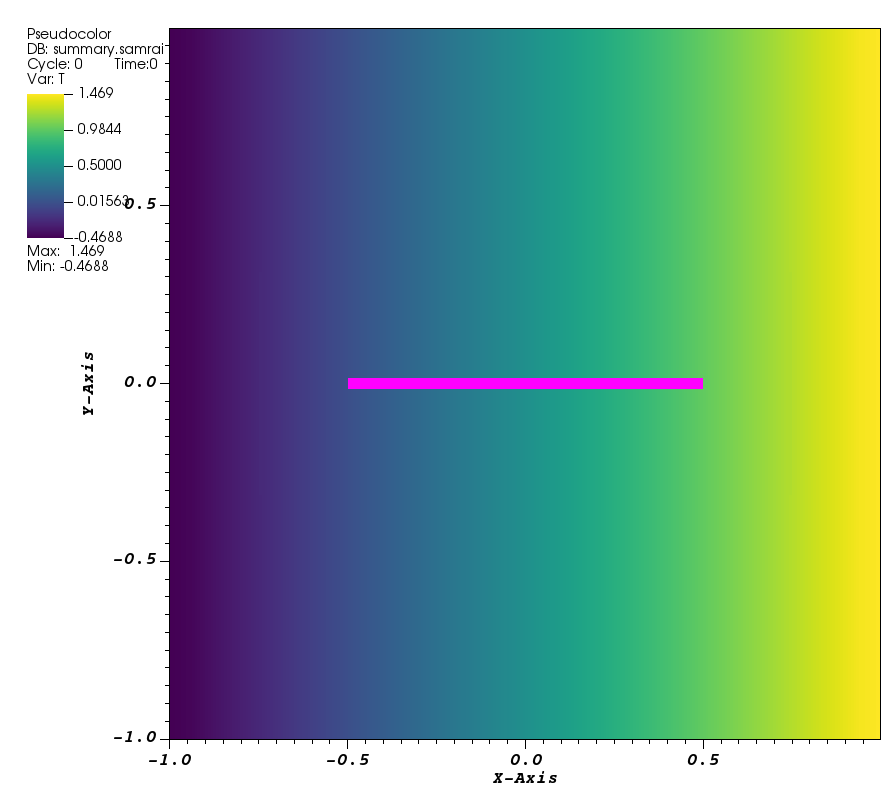 Pseudocolor
DB: summary.samrai
Cycle: 0 Time:0
Var: T
1.469
0.9844
0.5000
0.01563
-0.4688
Max: 1.469
Min: -0.4688
0.5
0.0
-0.5
-1.0
Y-Axis
-1.0 -0.5 0.0 0.5
X-Axis